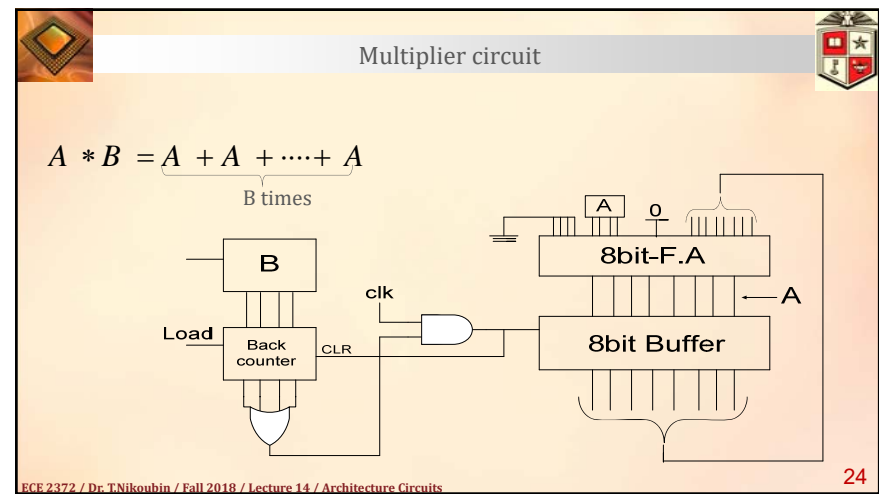 Multiplier circuit
A * B = A + A + ····+ A
B times
A
0
8bit-F.A
B
clk
A
Load
Back
counter
CLR
8bit Buffer
ECE 2372 / Dr. T.Nikoubin / Fall 2018 / Lecture 14 / Architecture Circuits
24